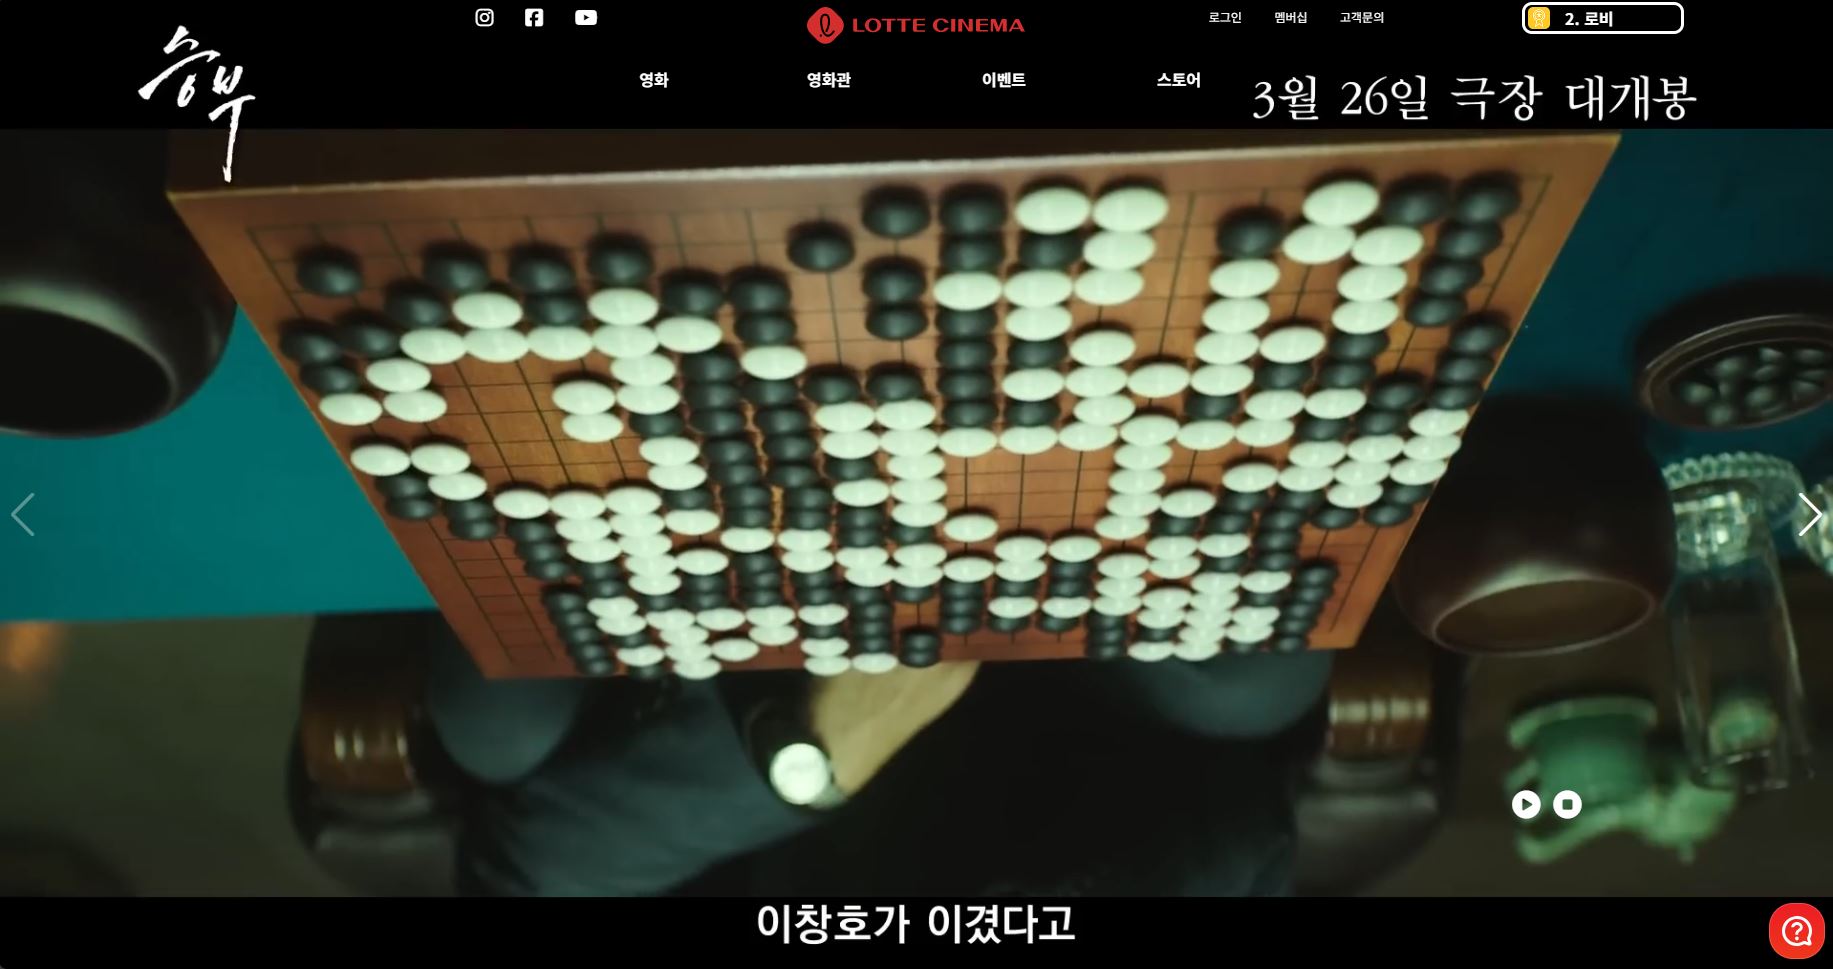 LOTTE CINEMA
로그인 멤버십 고객문의
2. 로비
승부
영화 영화관 이벤트 스토어
3월 26일 극장 대개봉
이창호가 이겼다고